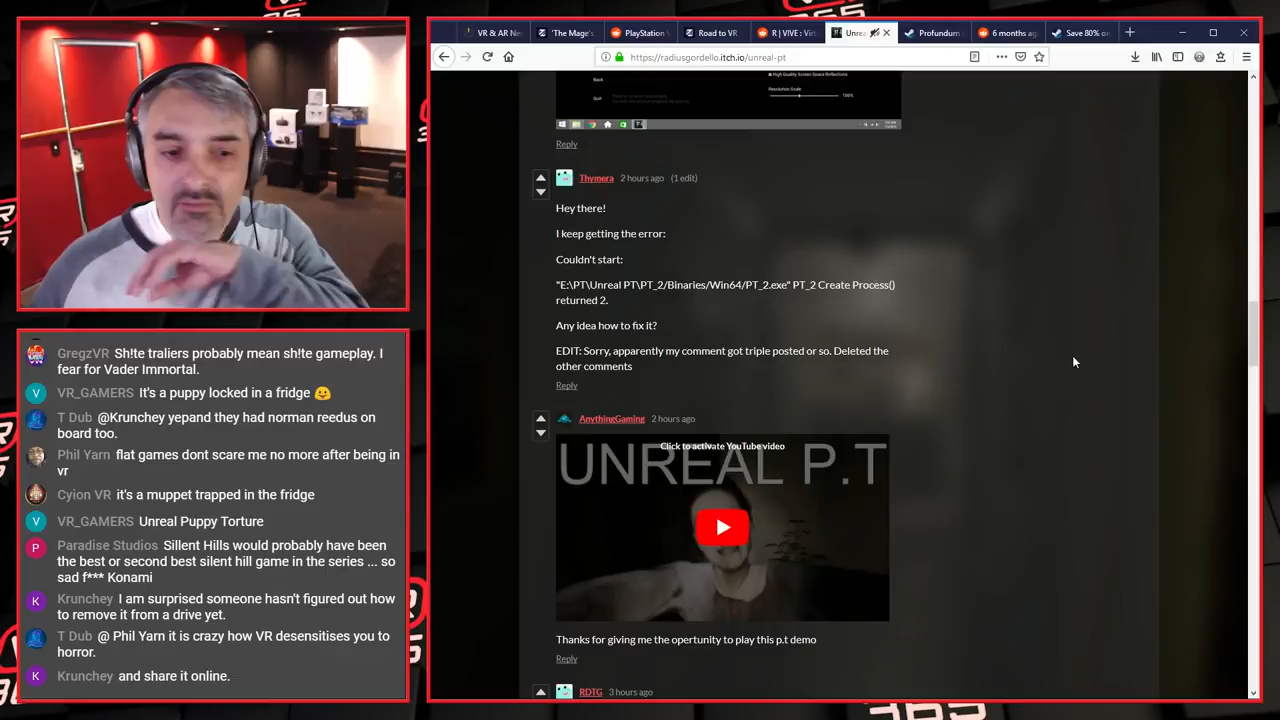 VR & AR Ne
'The Mage's
PlayStation V
Road to VR
R | VIVE : Virt
Unrea
Profundum
6 months ag
Save 80% on
https://radiusgordello.itch.io/unreal-pt
Back
Quit
High Quality Screen Space Reflections
Resolution Scale
100%
Reply
Thymera 2 hours ago (1 edit)
Hey there!
I keep getting the error:
Couldn't start:
"E:\PT\Unreal PT\PT_2/Binaries/Win64/PT_2.exe" PT_2 Create Process()
returned 2.
Any idea how to fix it?
EDIT: Sorry, apparently my comment got triple posted or so. Deleted the
other comments
Reply
AnythingGaming 2 hours ago
Click to activate YouTube video
UNREAL P.T
Thanks for giving me the opertunity to play this p.t demo
Reply
RDTG 3 hours ago
GregzVR Sh!te traliers probably mean sh!te gameplay. I
fear for Vader Immortal.
V VR_GAMERS It's a puppy locked in a fridge
T Dub @Krunchey yepand they had norman reedus on
board too.
Phil Yarn flat games dont scare me no more after being in
vr
Cyion VR it's a muppet trapped in the fridge
V VR_GAMERS Unreal Puppy Torture
P Paradise Studios Sillent Hills would probably have been
the best or second best silent hill game in the series ... so
sad f*** Konami
K Krunchey I am surprised someone hasn't figured out how
to remove it from a drive yet.
T Dub @ Phil Yarn it is crazy how VR desensitises you to
horror.
K Krunchey and share it online.